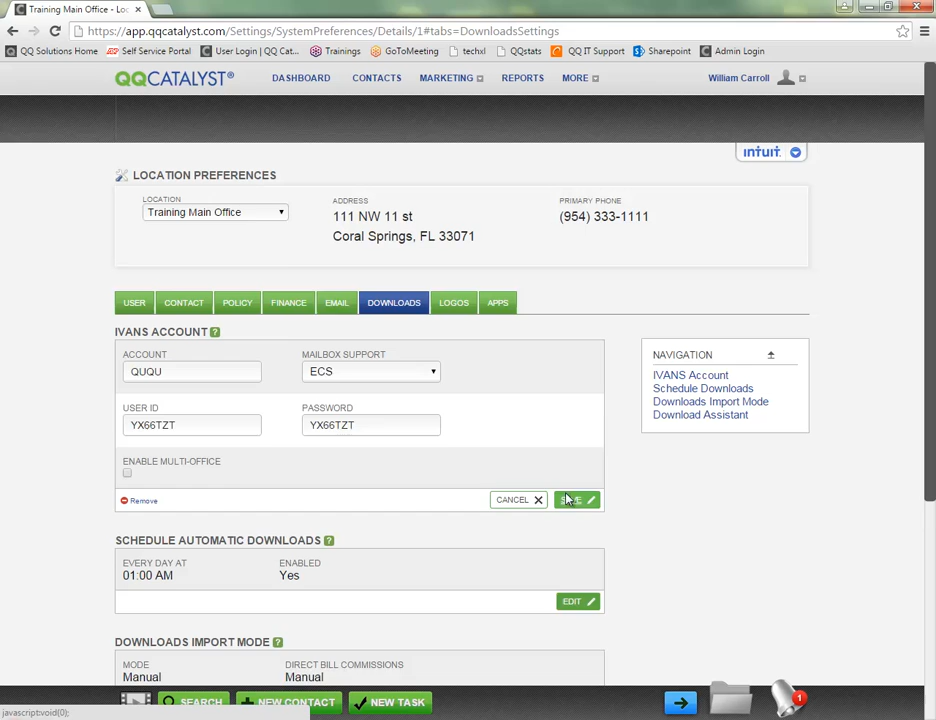 Training Main Office - Loc
https://app.qqcatalyst.com/Settings/SystemPreferences/Details/1#tabs=DownloadsSettings
QQ Solutions Home
Self Service Portal
User Login | QQ Cat...
Trainings
GoToMeeting
techxl
QQstats
QQ IT Support
Sharepoint
Admin Login
QQCATALYST®
DASHBOARD
CONTACTS
MARKETING
REPORTS
MORE
William Carroll
intuit.
LOCATION PREFERENCES
LOCATION
Training Main Office
ADDRESS
111 NW 11 st
Coral Springs, FL 33071
PRIMARY PHONE
(954) 333-1111
USER
CONTACT
POLICY
FINANCE
EMAIL
DOWNLOADS
LOGOS
APPS
IVANS ACCOUNT ?
ACCOUNT
QUQU
MAILBOX SUPPORT
ECS
USER ID
YX66TZT
PASSWORD
YX66TZT
ENABLE MULTI-OFFICE
Remove
CANCEL
NAVIGATION
IVANS Account
Schedule Downloads
Downloads Import Mode
Download Assistant
SCHEDULE AUTOMATIC DOWNLOADS ?
EVERY DAY AT
01:00 AM
ENABLED
Yes
EDIT
DOWNLOADS IMPORT MODE ?
MODE
Manual
DIRECT BILL COMMISSIONS
Manual
SEARCH
NEW CONTACT
NEW TASK
1
javascript:void(0);